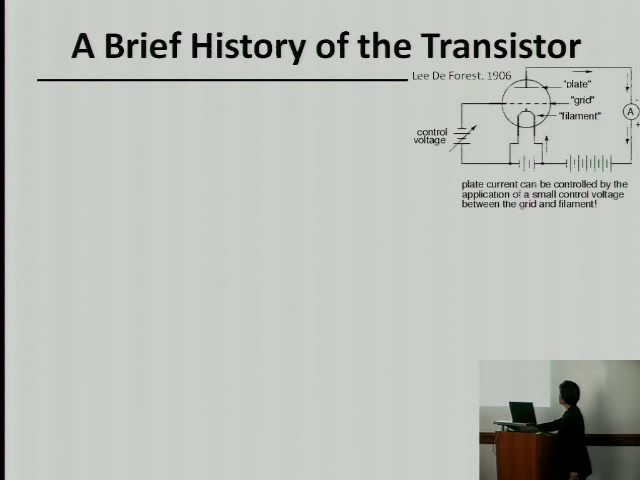 A Brief History of the Transistor
Lee De Forest, 1906
"plate"
"grid"
"filament"
A
-
+
control
voltage
plate current can be controlled by the
application of a small control voltage
between the grid and filament!